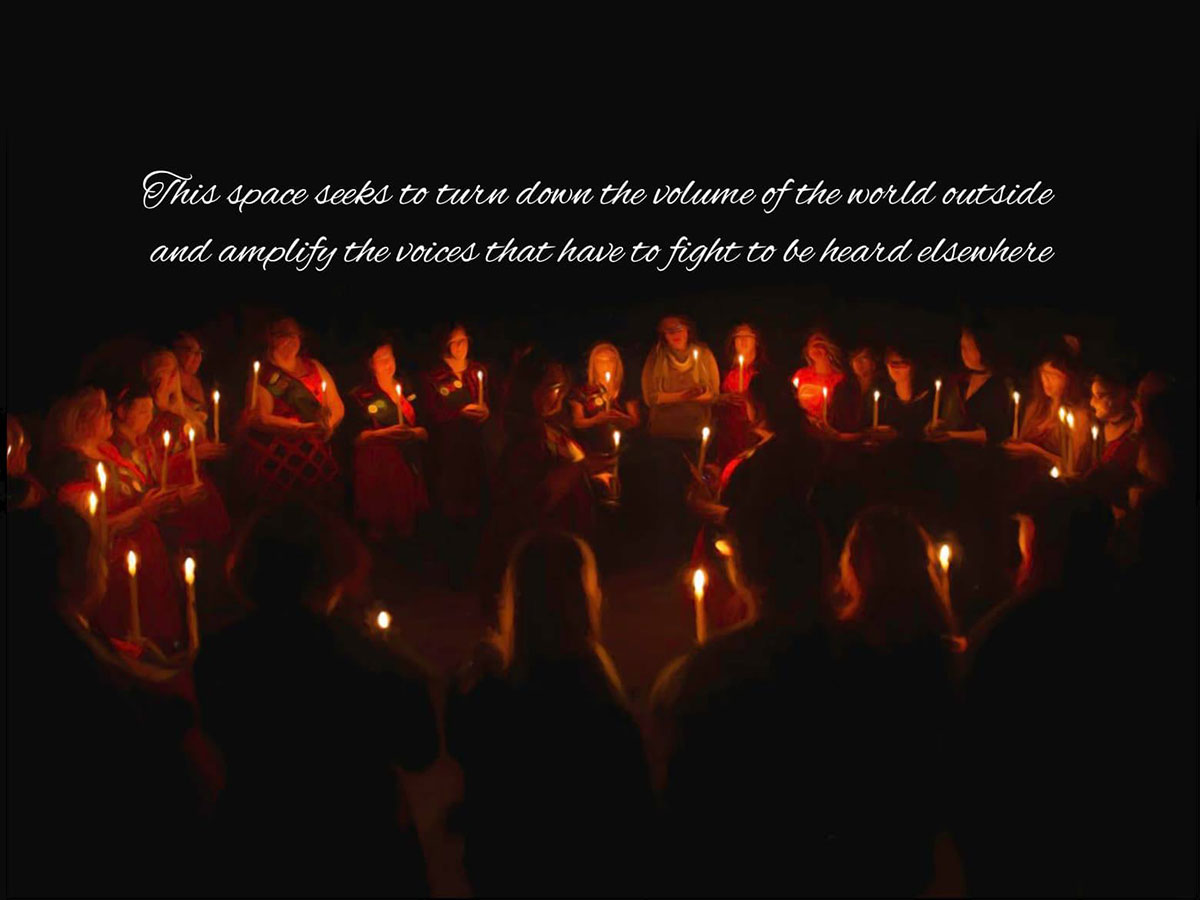 This space seeks to turn down the volume of the world outside
and amplify the voices that have to fight to be heard elsewhere